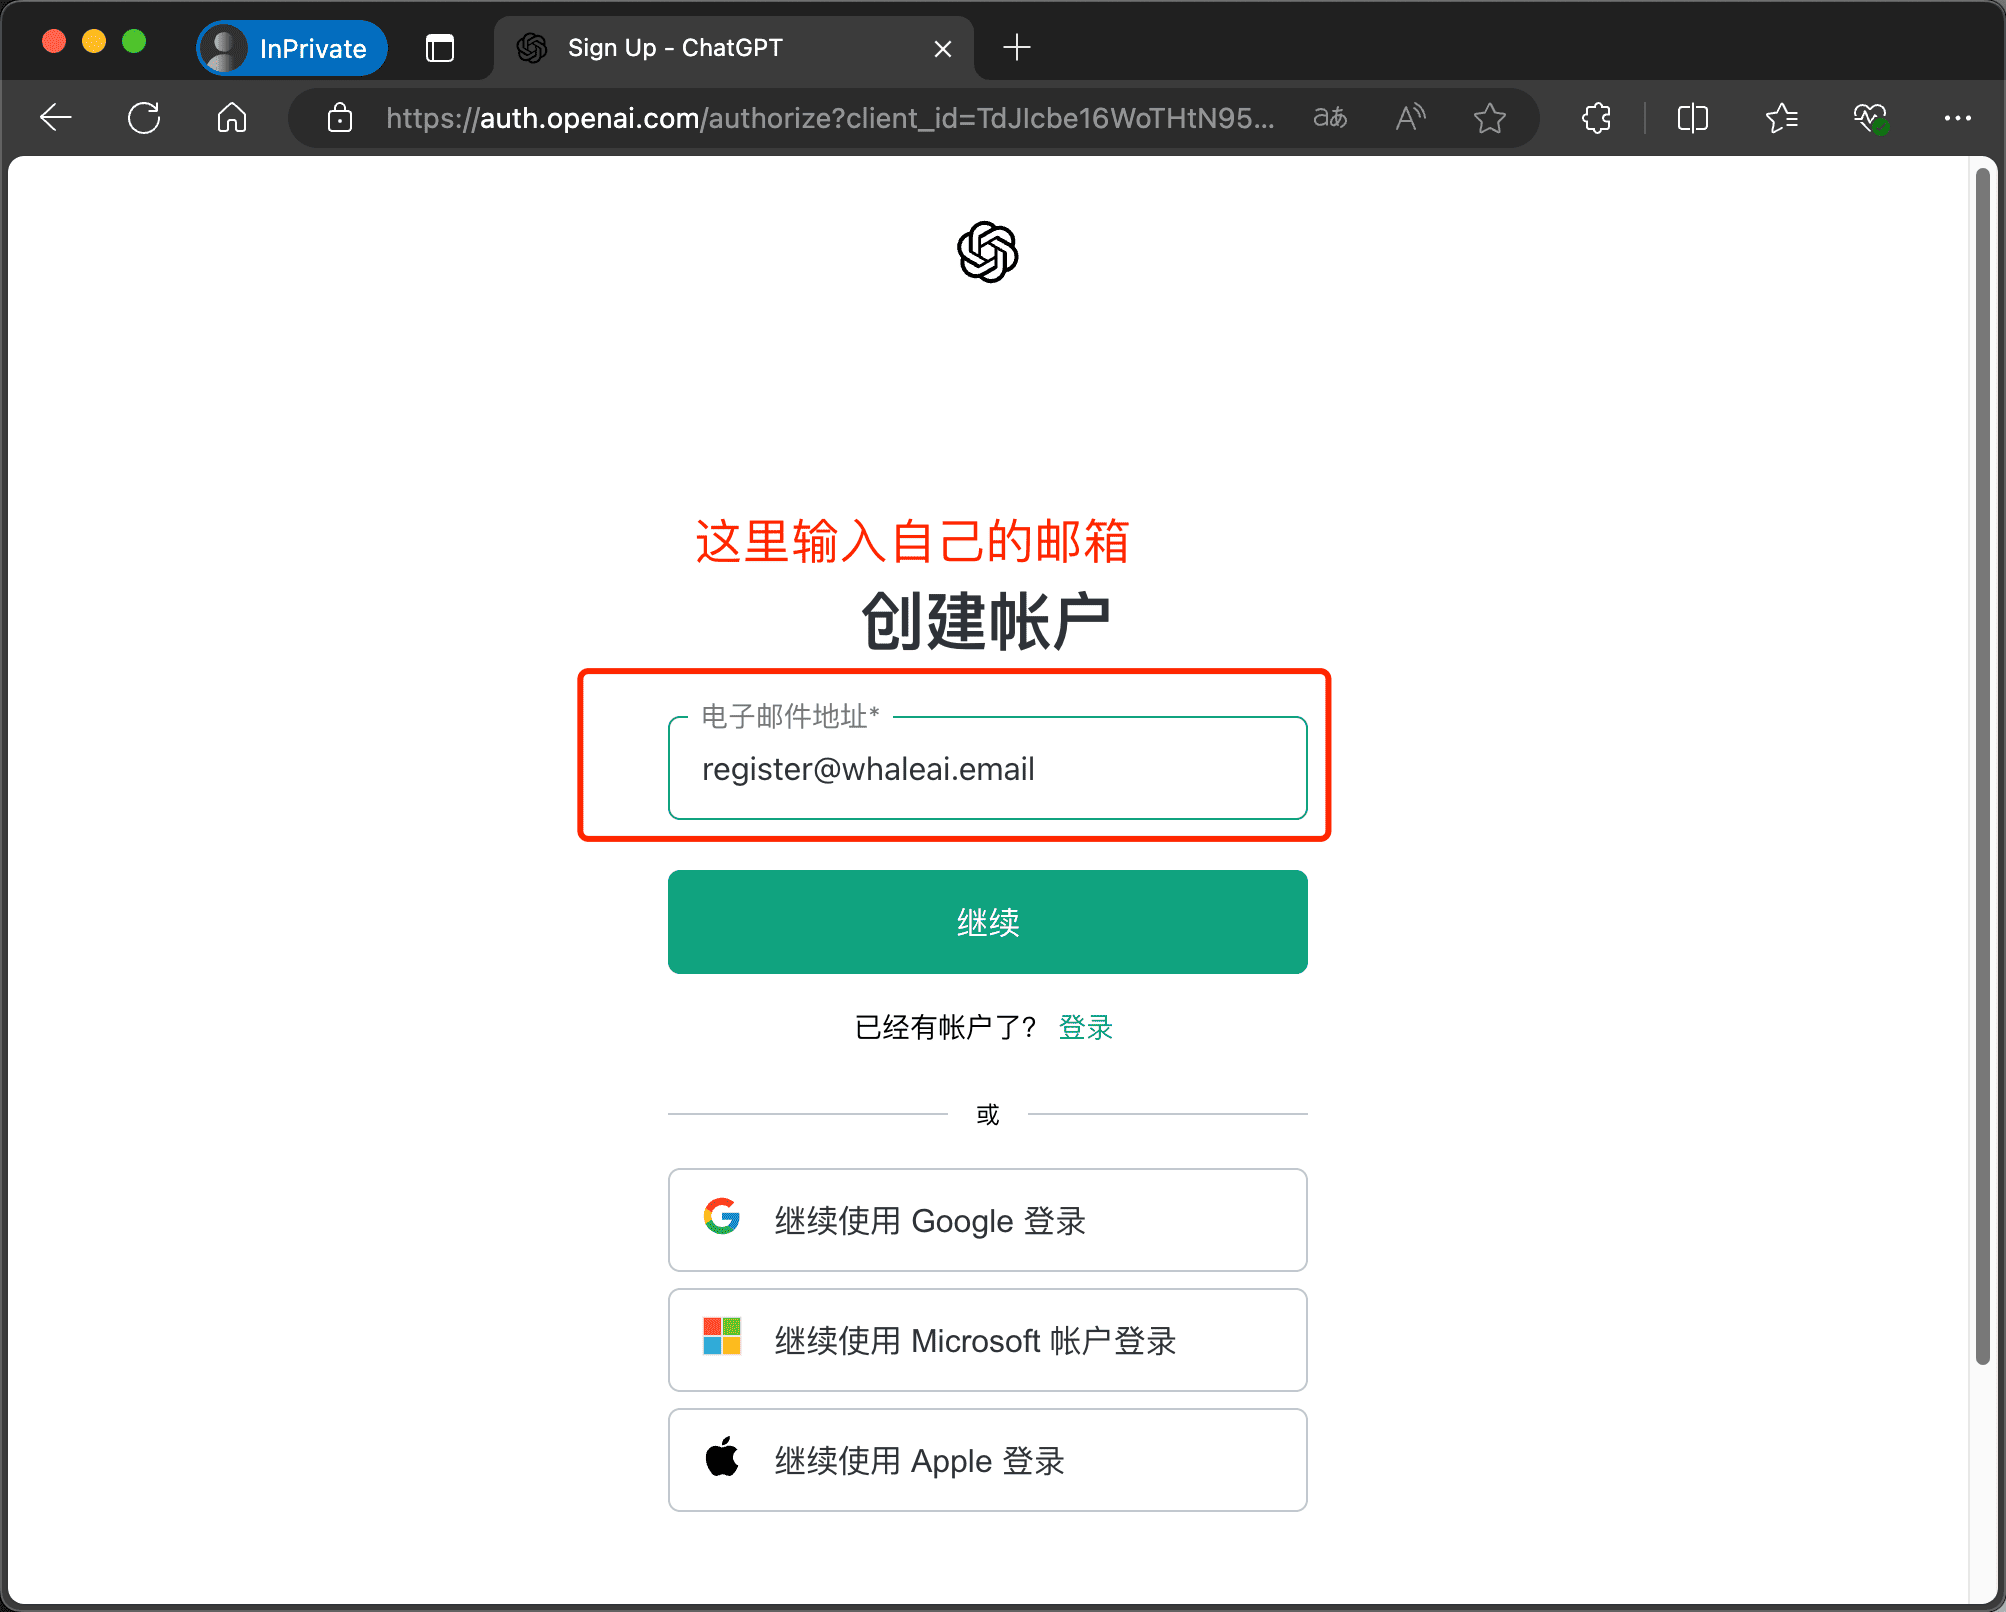 InPrivate
Sign Up - ChatGPT
https://auth.openai.com/authorize?client_id=TdJIcbe16WoTHtN95...
aあ
这里输入自己的邮箱
创建帐户
电子邮件地址*
register@whaleai.email
继续
已经有帐户了? 登录
或
继续使用 Google 登录
继续使用 Microsoft 帐户登录
继续使用 Apple 登录